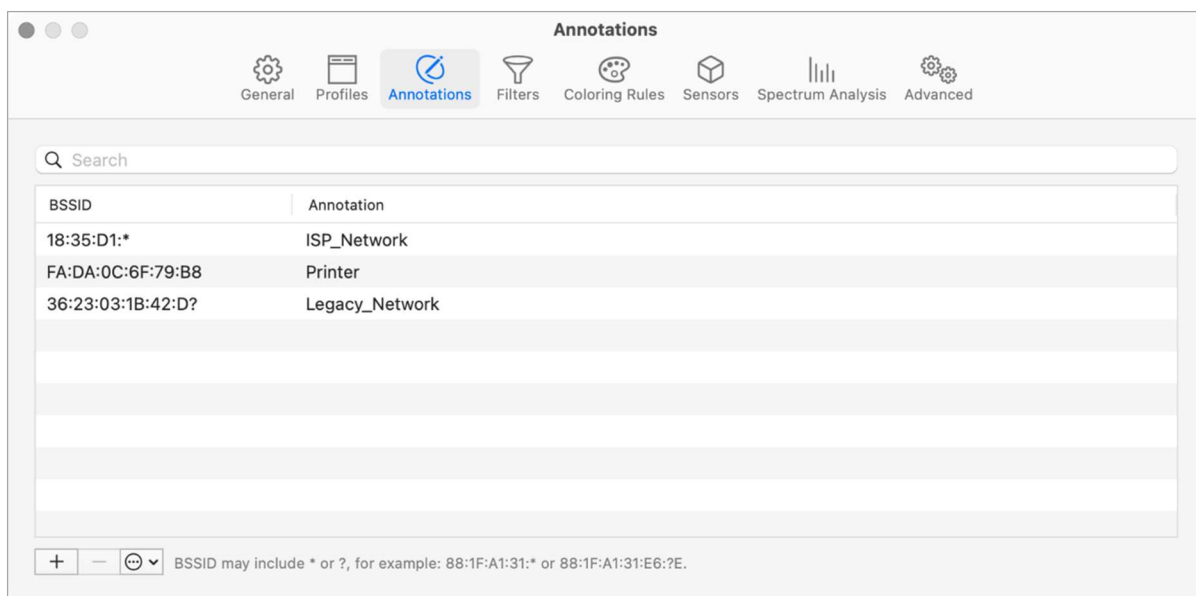 Annotations
General Profiles Annotations Filters Coloring Rules Sensors Spectrum Analysis Advanced
Search
BSSID Annotation
18:35:D1:* ISP_Network
FA:DA:0C:6F:79:B8 Printer
36:23:03:1B:42:D? Legacy_Network
BSSID may include * or ?, for example: 88:1F:A1:31:* or 88:1F:A1:31:E6:?E.